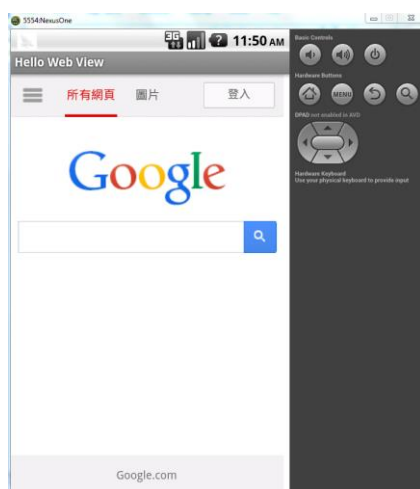 5554:NexusOne
3G 11:50 AM
Hello Web View
所有網頁 圖片 登入
Google
Google.com
Basic Controls
Hardware Buttons
MENU
DPAD not enabled in AVD
Hardware Keyboard
Use your physical keyboard to provide input